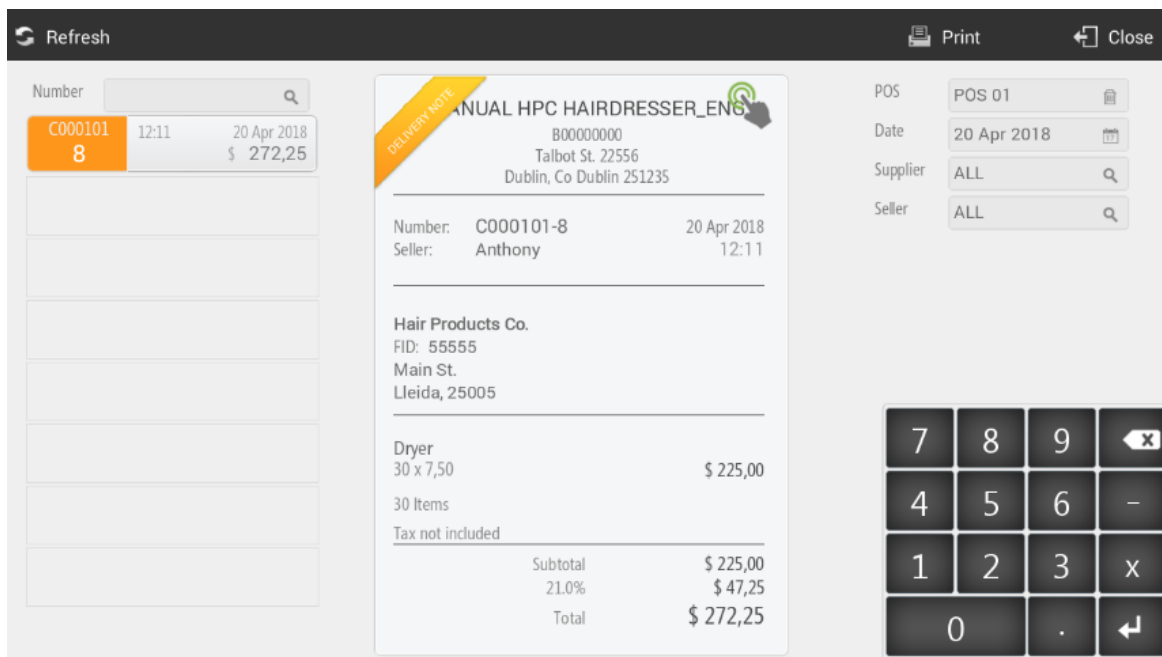 Refresh
Print
Close
Number
C000101 12:11 20 Apr 2018
8 $ 272,25
DELIVERY NOTE
ANUAL HPC HAIRDRESSER_ENG
B00000000
Talbot St. 22556
Dublin, Co Dublin 251235
Number: C000101-8 20 Apr 2018
Seller: Anthony 12:11
Hair Products Co.
FID: 55555
Main St.
Lleida, 25005
Dryer
30 x 7,50 $ 225,00
30 Items
Tax not included
Subtotal $ 225,00
21.0% $ 47,25
Total $ 272,25
POS POS 01
Date 20 Apr 2018 17
Supplier ALL
Seller ALL
7 8 9 x
4 5 6 -
1 2 3 X
0 .